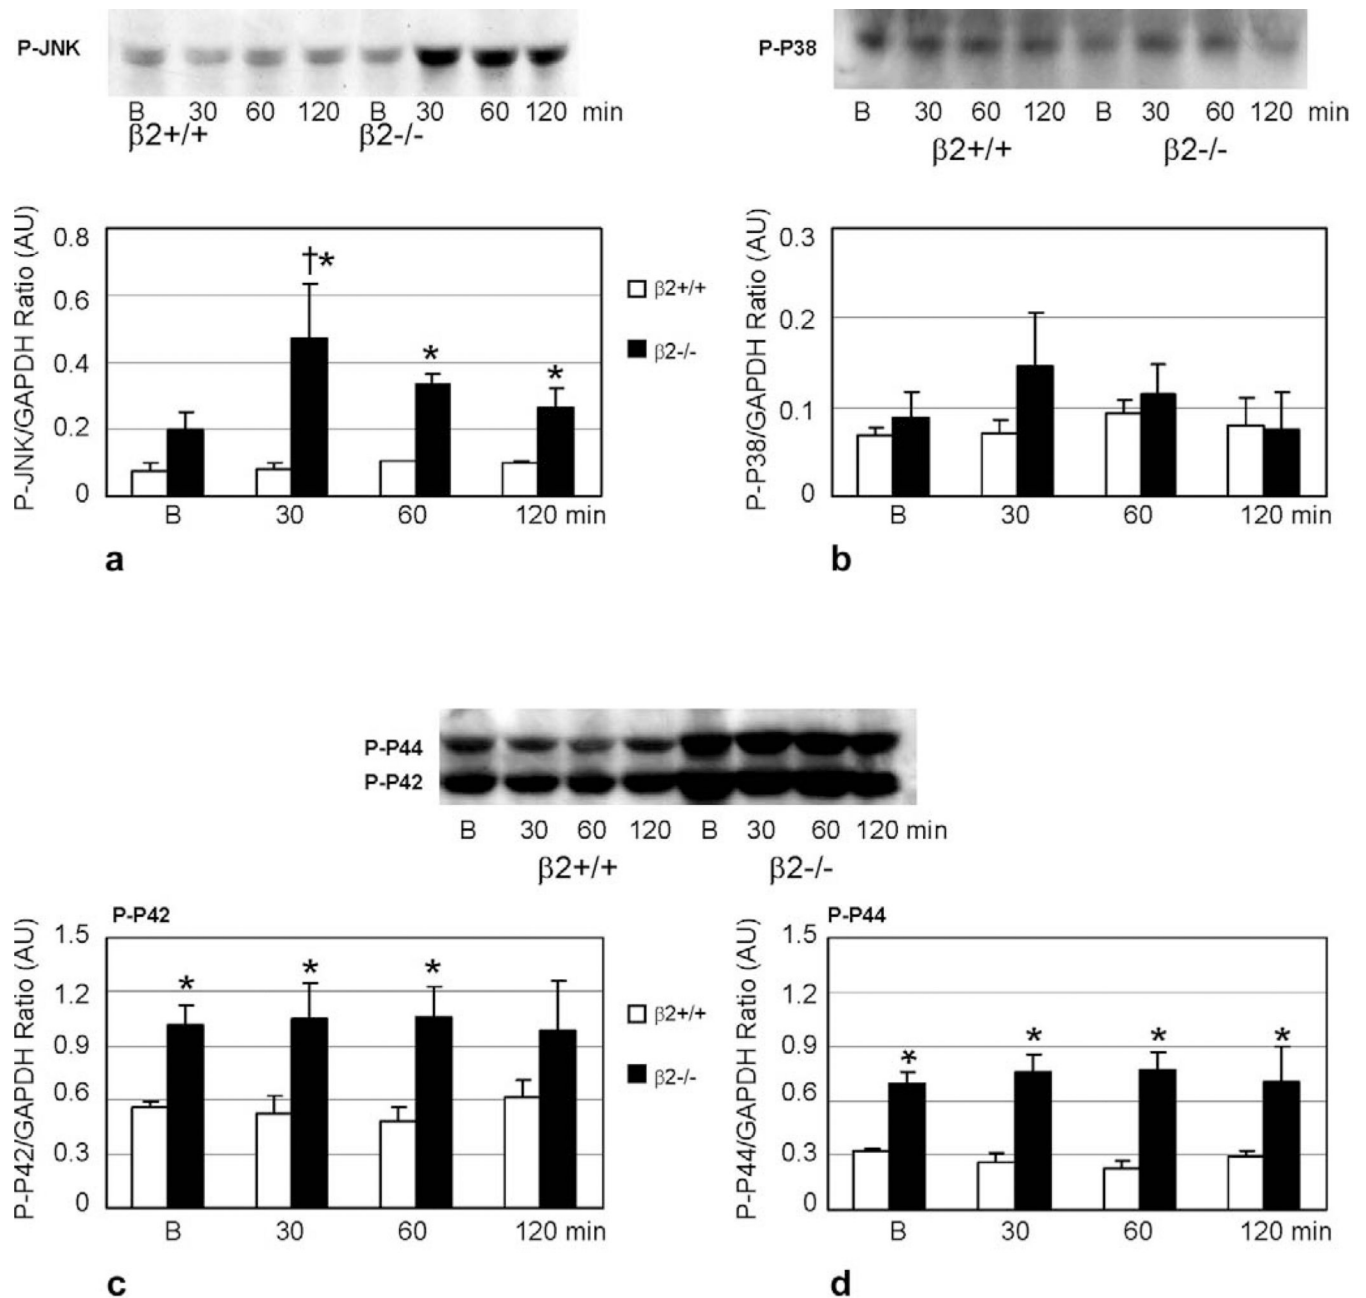 P-JNK
B 30 60 120 B 30 60 120 min
β2+/+ β2-/-
P-P38
B 30 60 120 B 30 60 120 min
β2+/+ β2-/-
P-JNK/GAPDH Ratio (AU)
0.8
0.6
0.4
0.2
0
†*
*
*
B 30 60 120 min
β2+/+
β2-/-
a
P-P38/GAPDH Ratio (AU)
0.3
0.2
0.1
0
B 30 60 120 min
b
P-P44
P-P42
B 30 60 120 B 30 60 120 min
β2+/+ β2-/-
P-P42
P-P42/GAPDH Ratio (AU)
1.5
1.2
0.9
0.6
0.3
0
* * *
B 30 60 120 min
β2+/+
β2-/-
c
P-P44
P-P44/GAPDH Ratio (AU)
1.5
1.2
0.9
0.6
0.3
0
* * * *
B 30 60 120 min
d